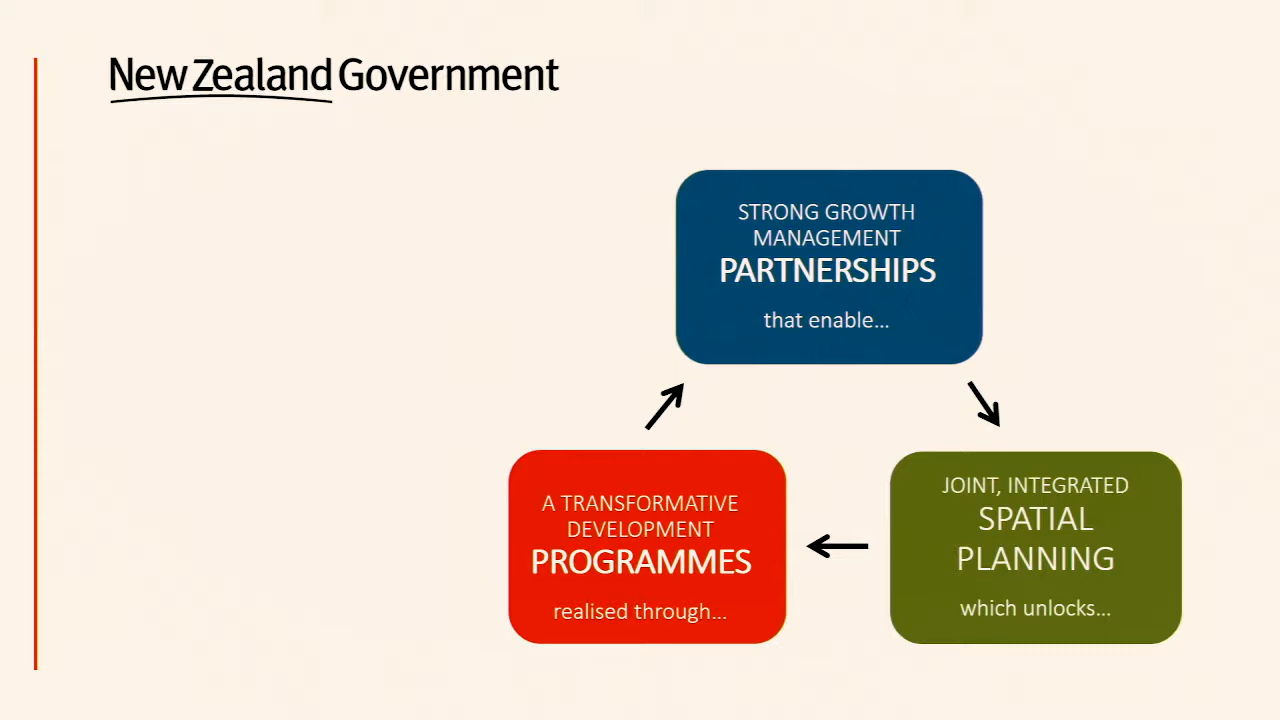 New Zealand Government
STRONG GROWTH
MANAGEMENT
PARTNERSHIPS
that enable...
JOINT, INTEGRATED
SPATIAL
PLANNING
which unlocks...
A TRANSFORMATIVE
DEVELOPMENT
PROGRAMMES
realised through...